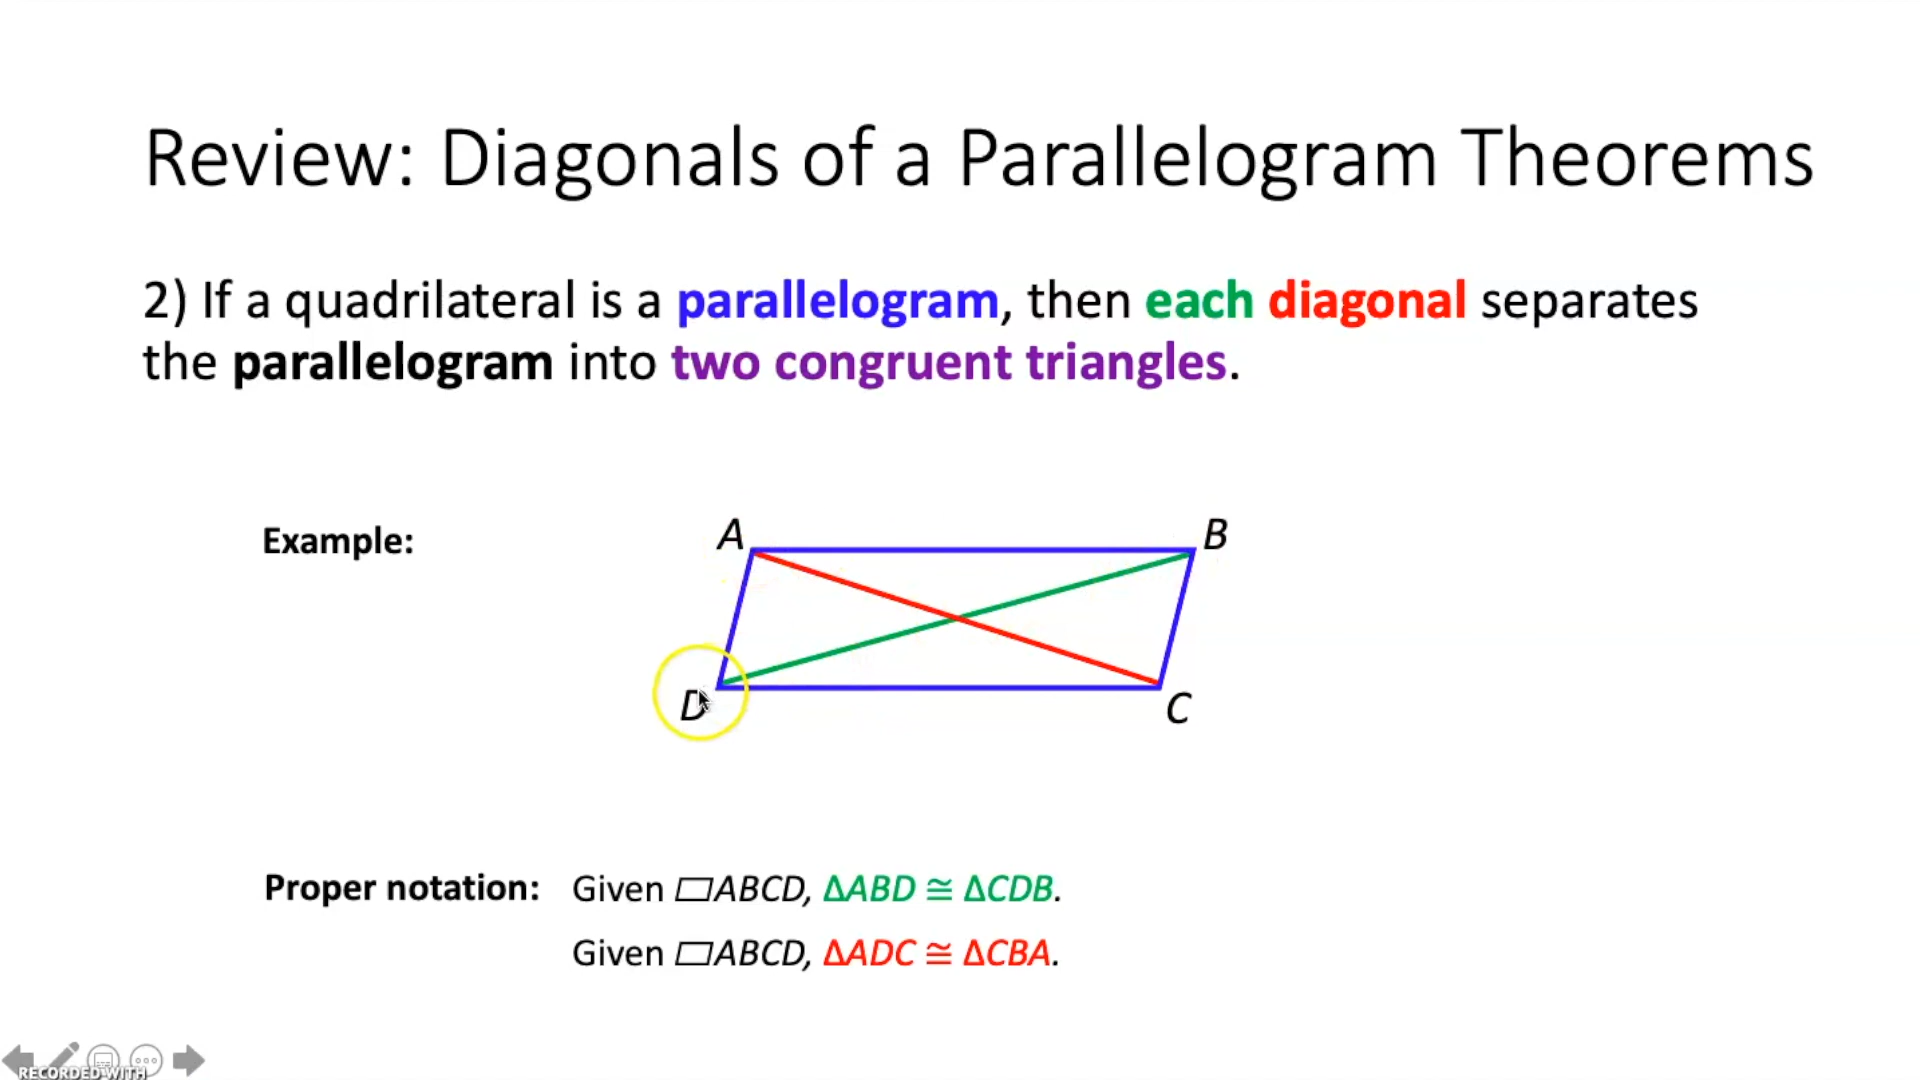 Review: Diagonals of a Parallelogram Theorems
2) If a quadrilateral is a parallelogram, then each diagonal separates
the parallelogram into two congruent triangles.
Example:
A
B
D
C
Proper notation: Given ▱ABCD, ΔABD ≅ ΔCDB.
Given ▱ABCD, ΔADC ≅ ΔCBA.
RECORDED WITH